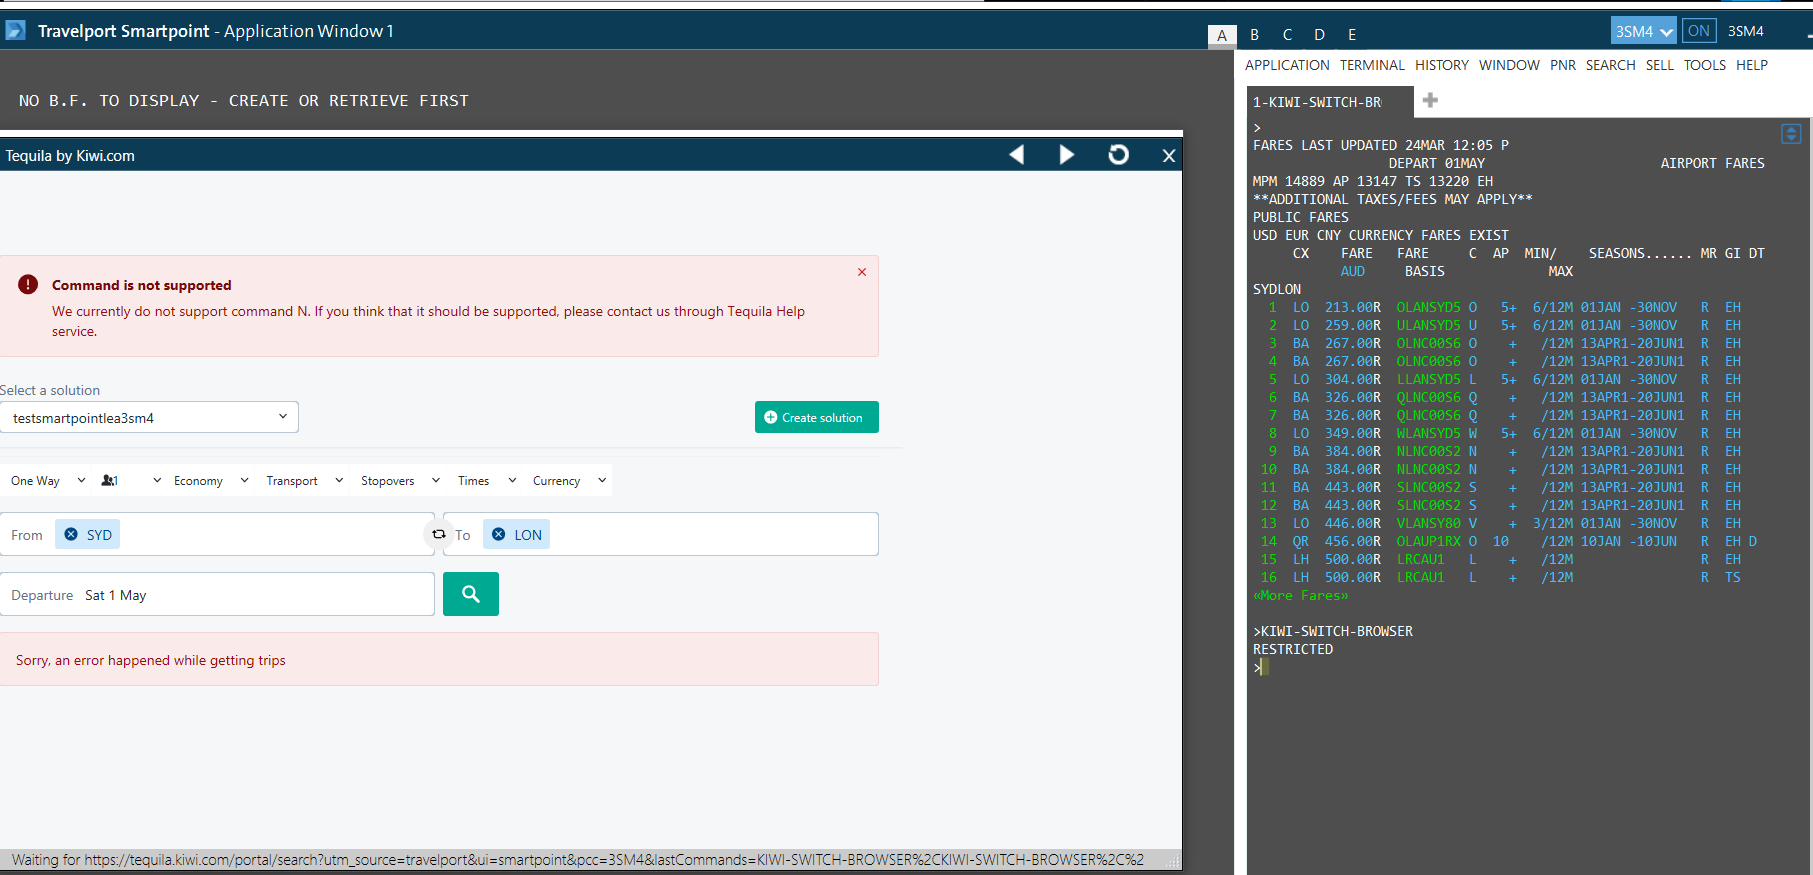 Travelport Smartpoint - Application Window 1
A B C D E
3SM4 ON 3SM4
APPLICATION TERMINAL HISTORY WINDOW PNR SEARCH SELL TOOLS HELP
NO B.F. TO DISPLAY - CREATE OR RETRIEVE FIRST
Tequila by Kiwi.com
X
Command is not supported
We currently do not support command N. If you think that it should be supported, please contact us through Tequila Help
service.
Select a solution
testsmartpointlea3sm4
Create solution
One Way 1 Economy Transport Stopovers Times Currency
From SYD To LON
Departure Sat 1 May
Sorry, an error happened while getting trips
Waiting for https://tequila.kiwi.com/portal/search?utm_source=travelport&ui=smartpoint&pcc=3SM4&lastCommands=KIWI-SWITCH-BROWSER%2CKIWI-SWITCH-BROWSER%2C%2
1-KIWI-SWITCH-BR
>
FARES LAST UPDATED 24MAR 12:05 P
DEPART 01MAY AIRPORT FARES
MPM 14889 AP 13147 TS 13220 EH
**ADDITIONAL TAXES/FEES MAY APPLY**
PUBLIC FARES
USD EUR CNY CURRENCY FARES EXIST
CX FARE FARE C AP MIN/ SEASONS...... MR GI DT
AUD BASIS MAX
SYDLON
1 LO 213.00R OLANSYD5 O 5+ 6/12M 01JAN -30NOV R EH
2 LO 259.00R ULANSYD5 U 5+ 6/12M 01JAN -30NOV R EH
3 BA 267.00R OLNC00S6 O + /12M 13APR1-20JUN1 R EH
4 BA 267.00R OLNC00S6 O + /12M 13APR1-20JUN1 R EH
5 LO 304.00R LLANSYD5 L 5+ 6/12M 01JAN -30NOV R EH
6 BA 326.00R QLNC00S6 Q + /12M 13APR1-20JUN1 R EH
7 BA 326.00R QLNC00S6 Q + /12M 13APR1-20JUN1 R EH
8 LO 349.00R WLANSYD5 W 5+ 6/12M 01JAN -30NOV R EH
9 BA 384.00R NLNC00S2 N + /12M 13APR1-20JUN1 R EH
10 BA 384.00R NLNC00S2 N + /12M 13APR1-20JUN1 R EH
11 BA 443.00R SLNC00S2 S + /12M 13APR1-20JUN1 R EH
12 BA 443.00R SLNC00S2 S + /12M 13APR1-20JUN1 R EH
13 LO 446.00R VLANSY80 V + 3/12M 01JAN -30NOV R EH
14 QR 456.00R OLAUP1RX O 10 /12M 10JAN -10JUN R EH D
15 LH 500.00R LRCAU1 L + /12M R EH
16 LH 500.00R LRCAU1 L + /12M R TS
«More Fares»
>KIWI-SWITCH-BROWSER
RESTRICTED
>